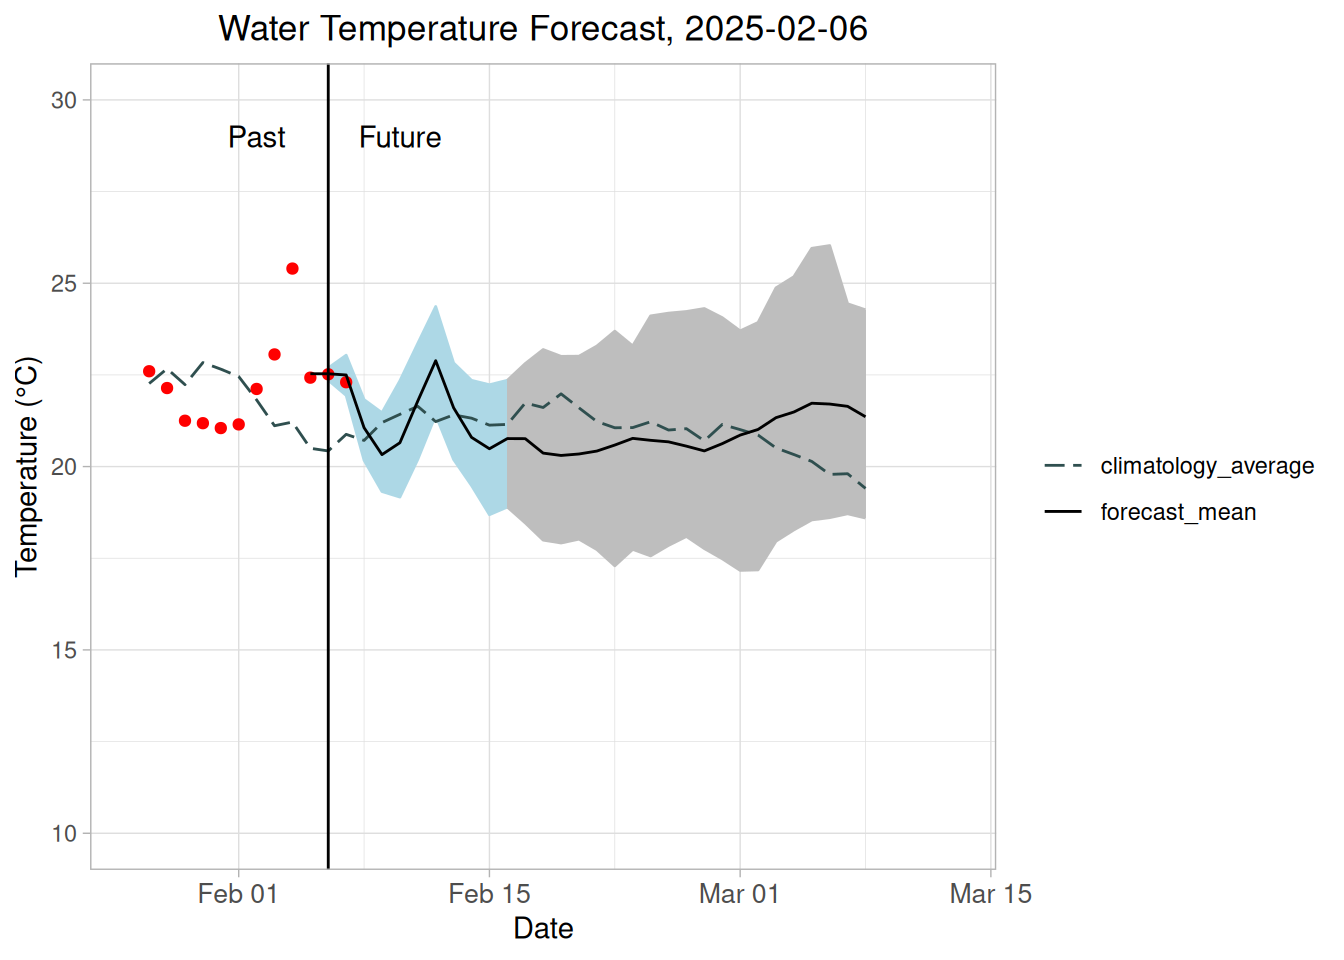 Water Temperature Forecast, 2025-02-06
30
Past
Future
25
20
15
10
Temperature (°C)
climatology_average
forecast_mean
Feb 01
Feb 15
Mar 01
Mar 15
Date